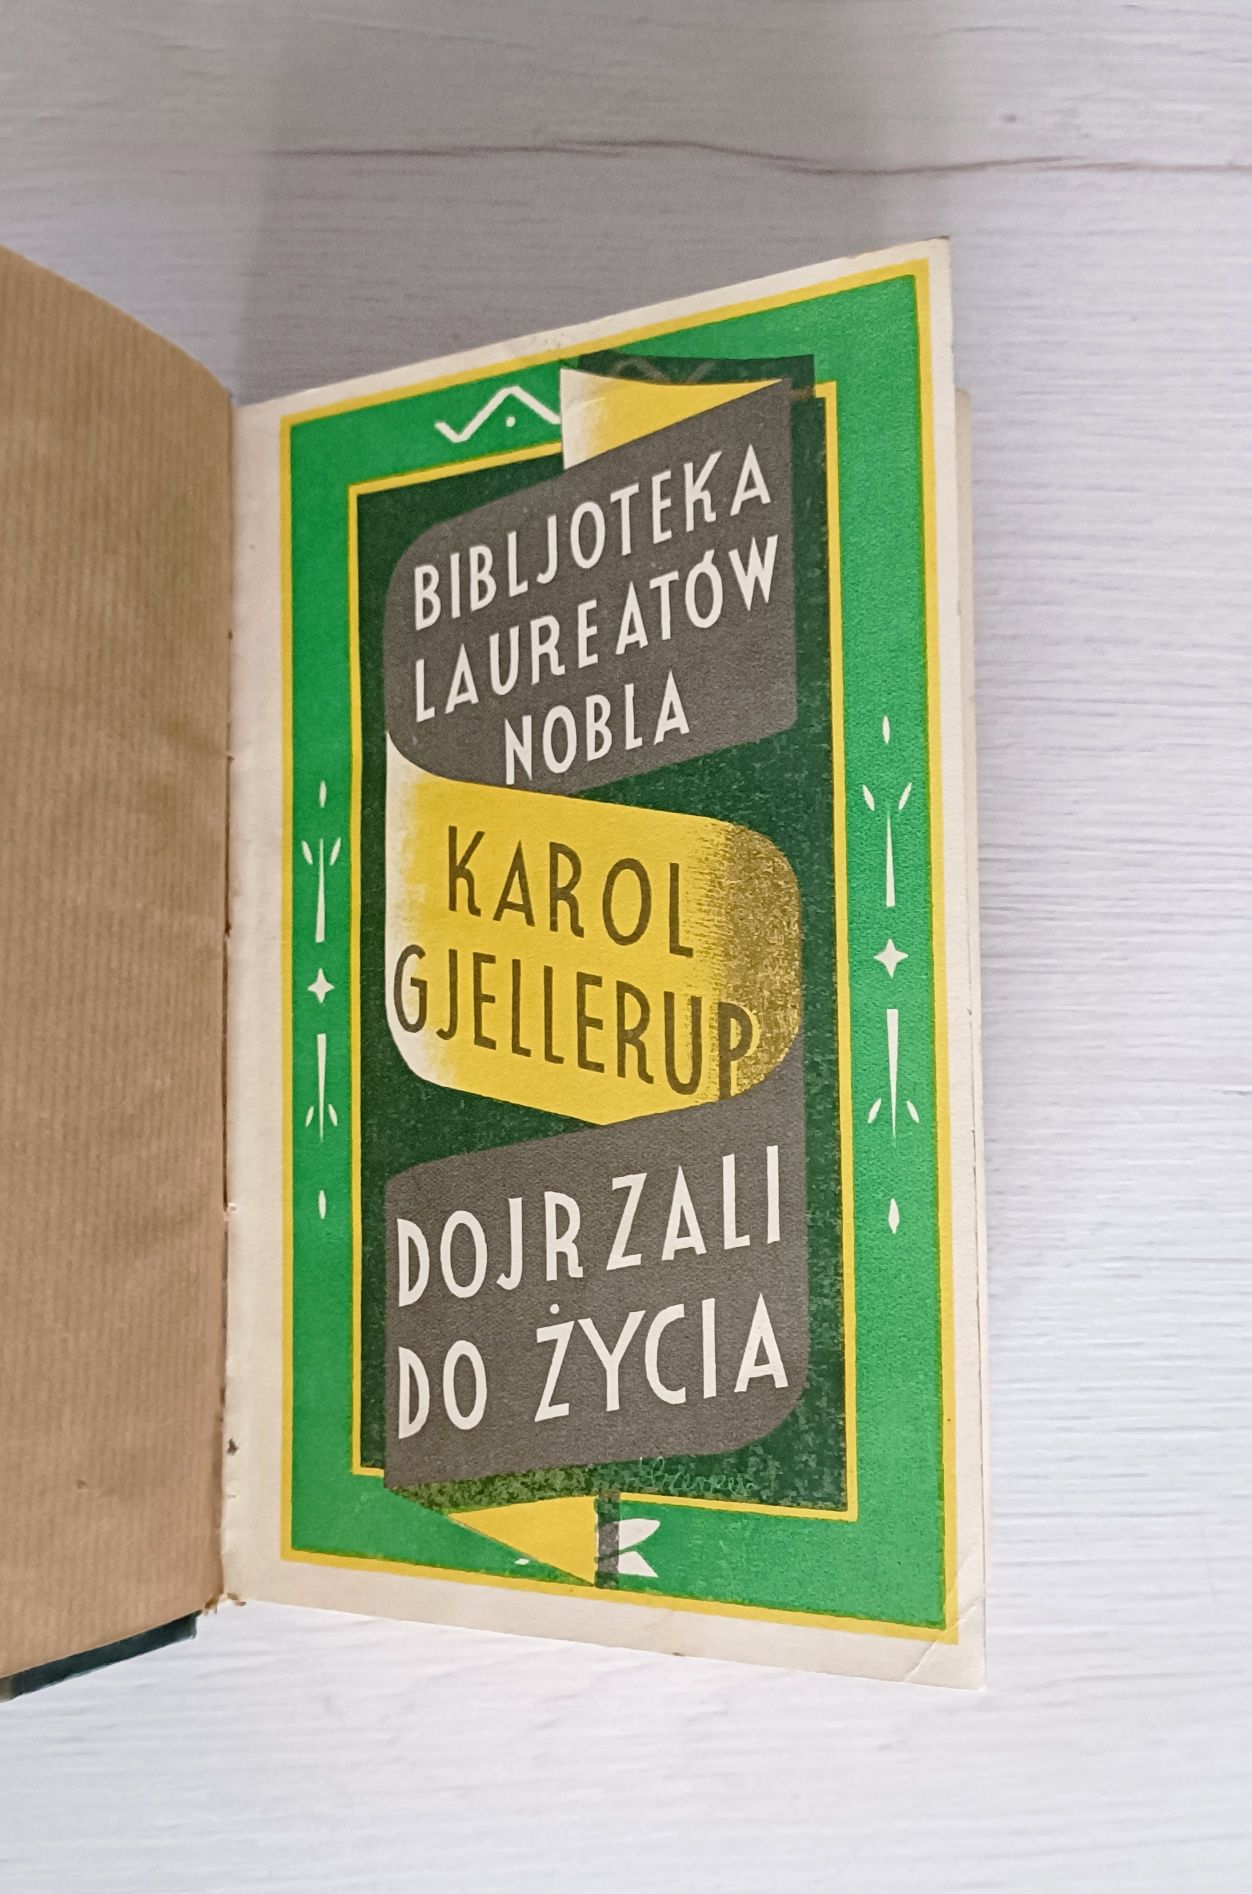 BIBLJOTEKA
LAUREATÓW
NOBLA
KAROL
GJELLERUP
DOJRZALI
DO ŻYCIA